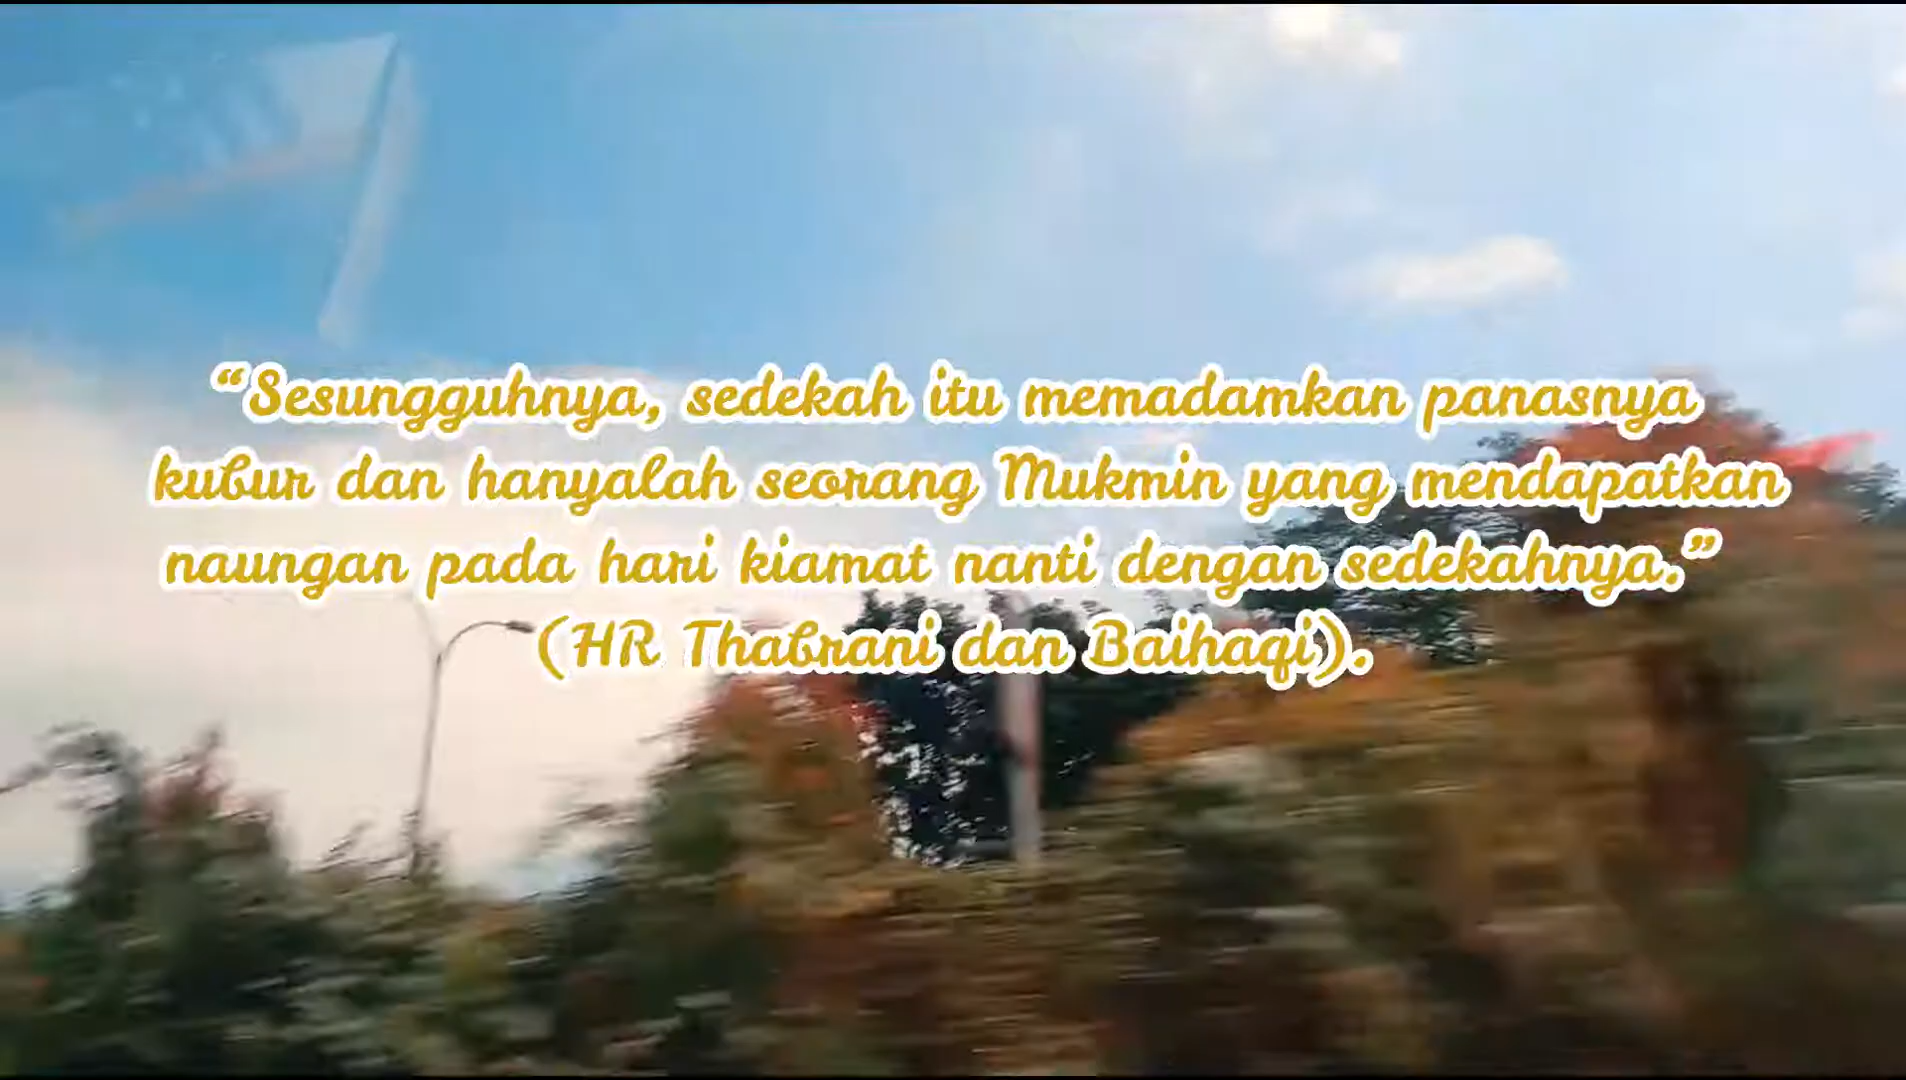 “Sesungguhnya, sedekah itu memadamkan panasnya
kubur dan hanyalah seorang Mukmin yang mendapatkan
naungan pada hari kiamat nanti dengan sedekahnya.”
(HR Thabrani dan Baihaqi).